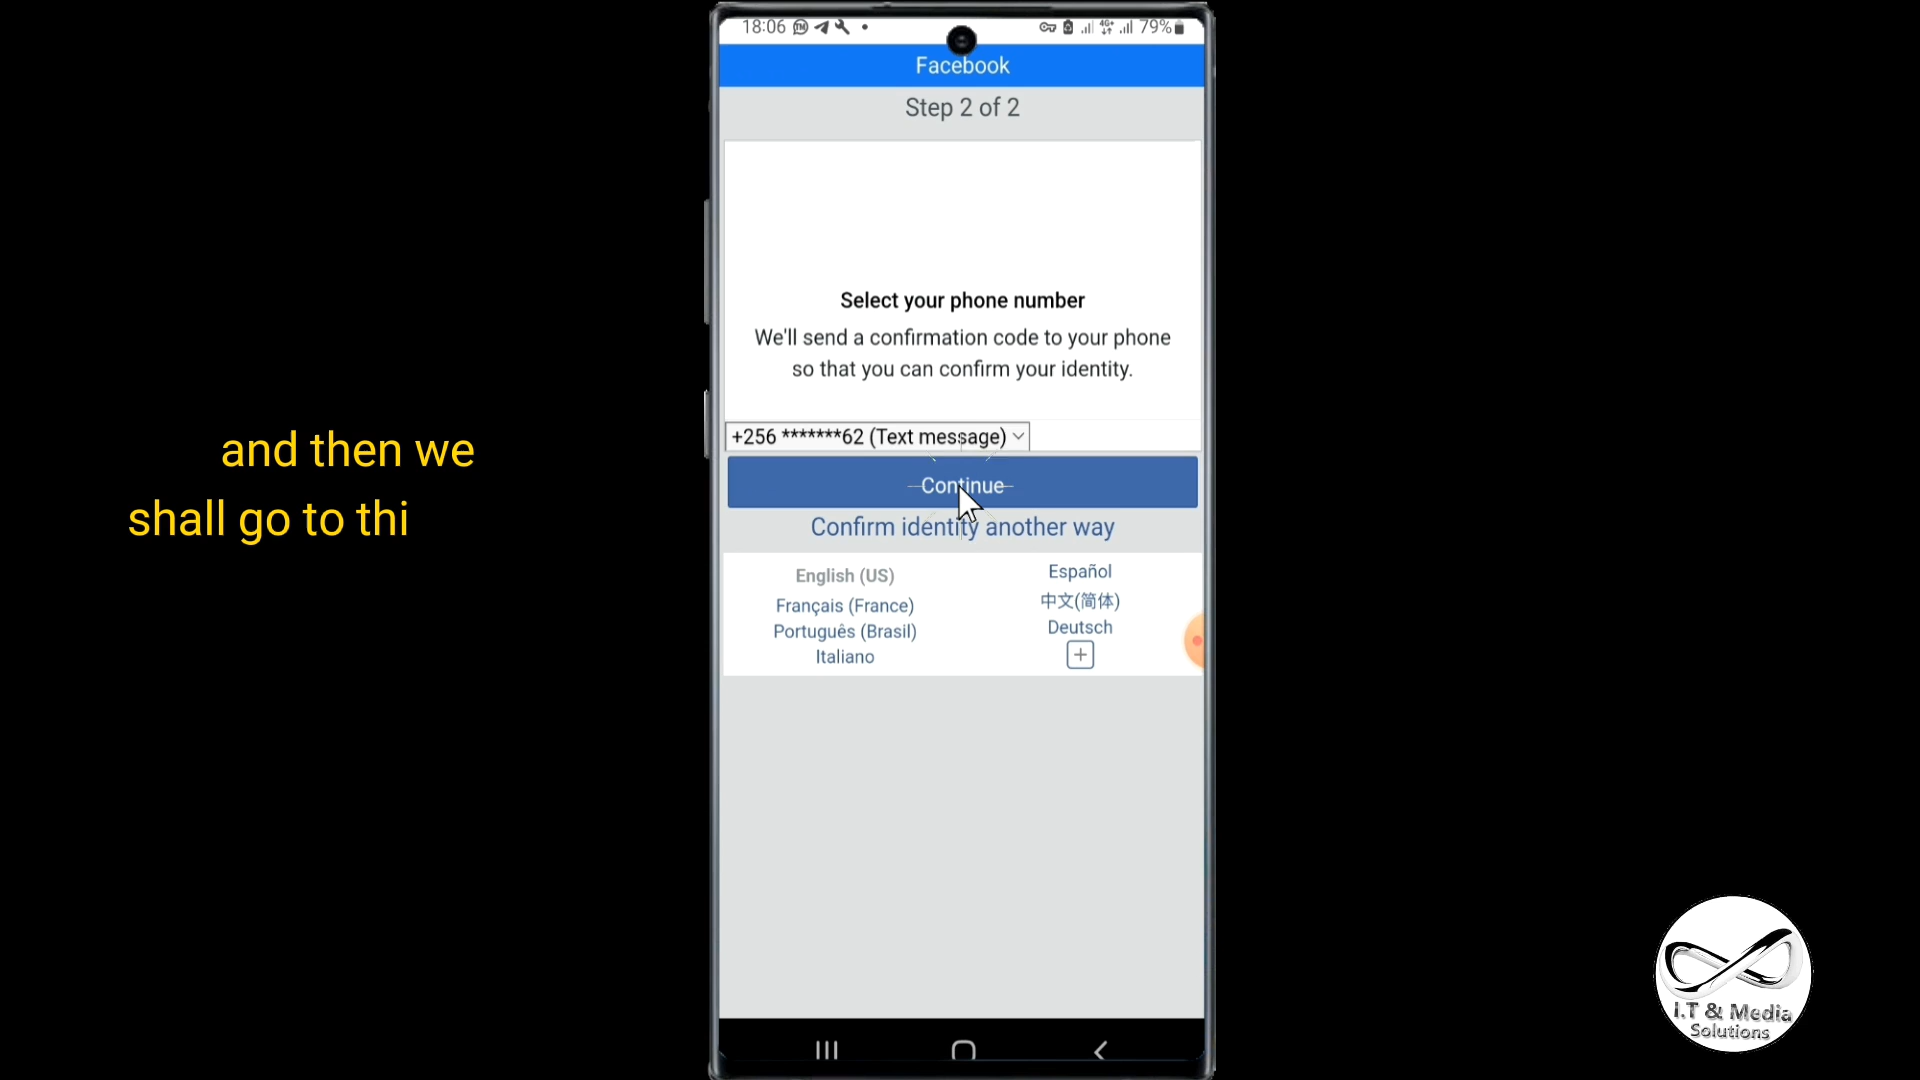 18:06
79%
Facebook
Step 2 of 2
Select your phone number
We'll send a confirmation code to your phone
so that you can confirm your identity.
+256 *******62 (Text message)
Continue
Confirm identity another way
English (US)
Español
Français (France)
中文(简体)
Português (Brasil)
Deutsch
Italiano
and then we
shall go to thi
I.T & Media
Solutions